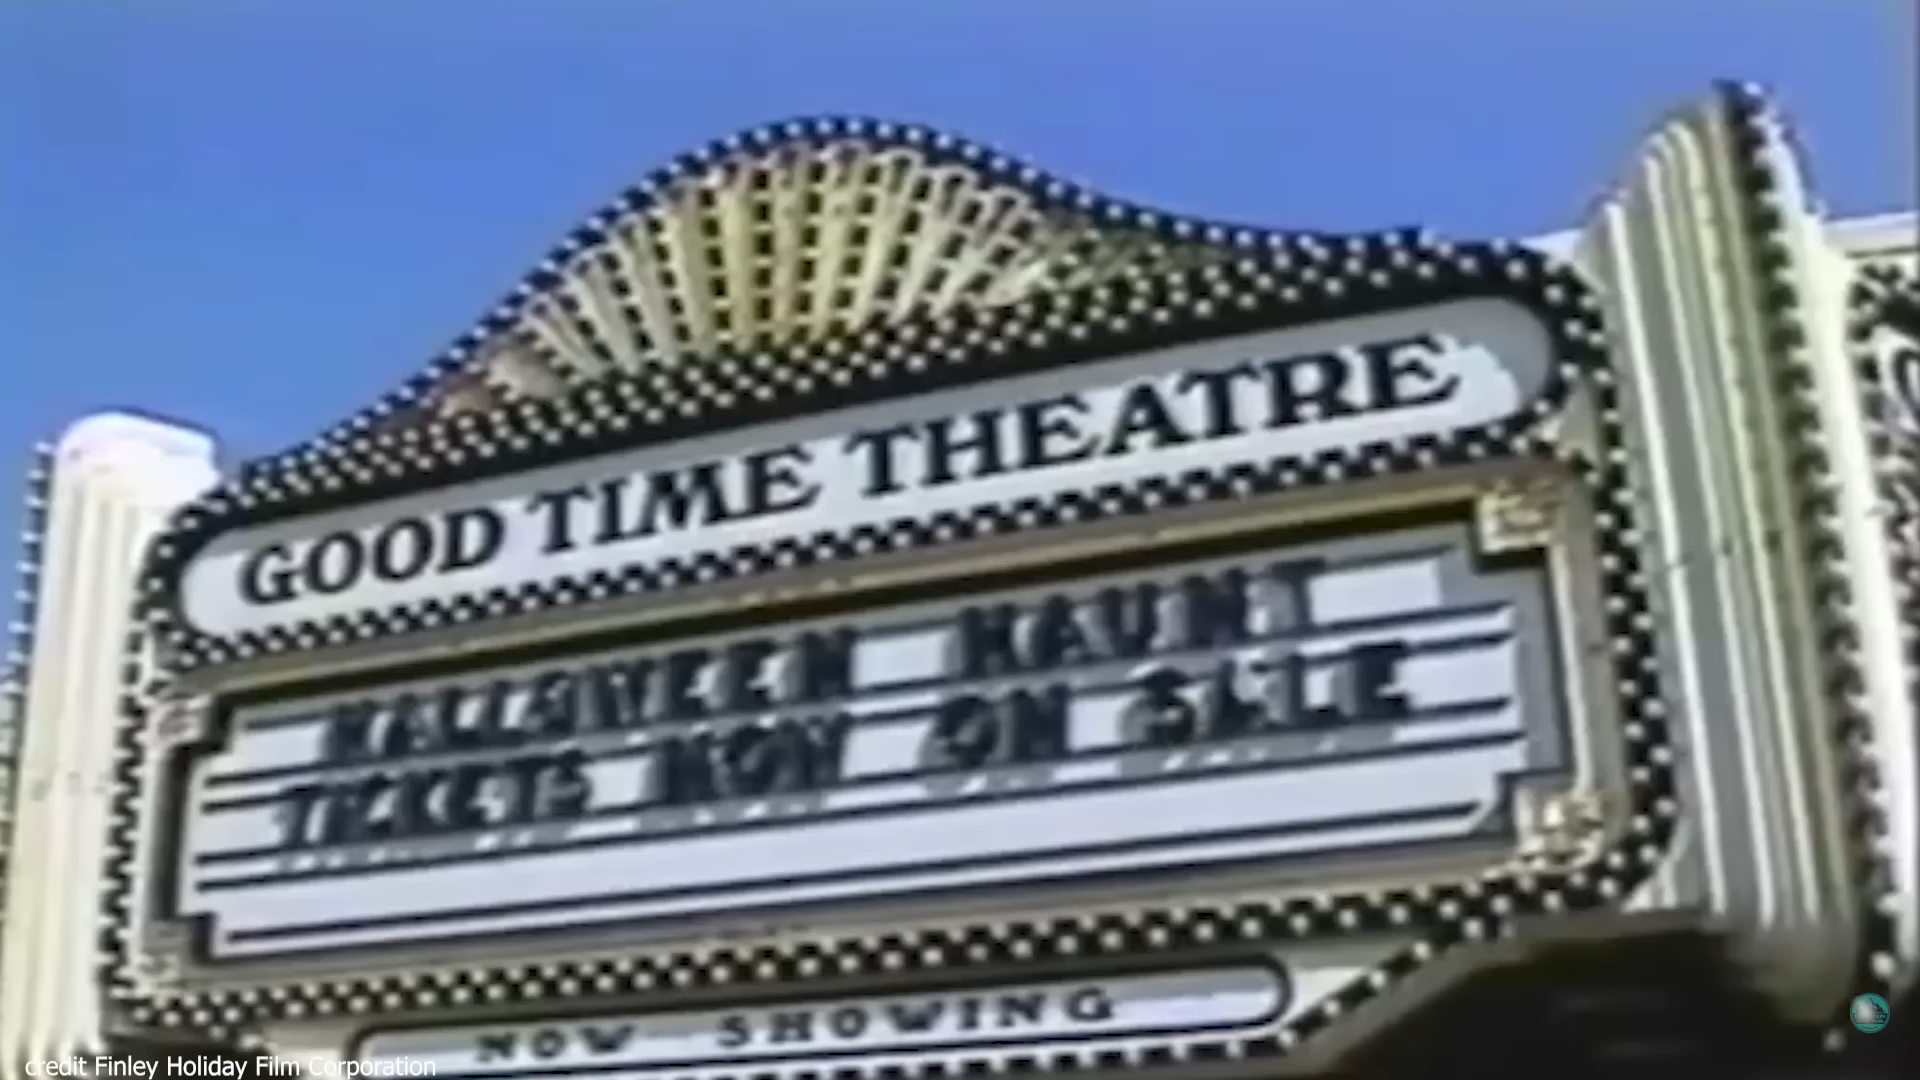 GOOD TIME THEATRE
HALLOWEEN HAUNT
TICKETS NOW ON SALE
NOW SHOWING
credit Finley Holiday Film Corporation